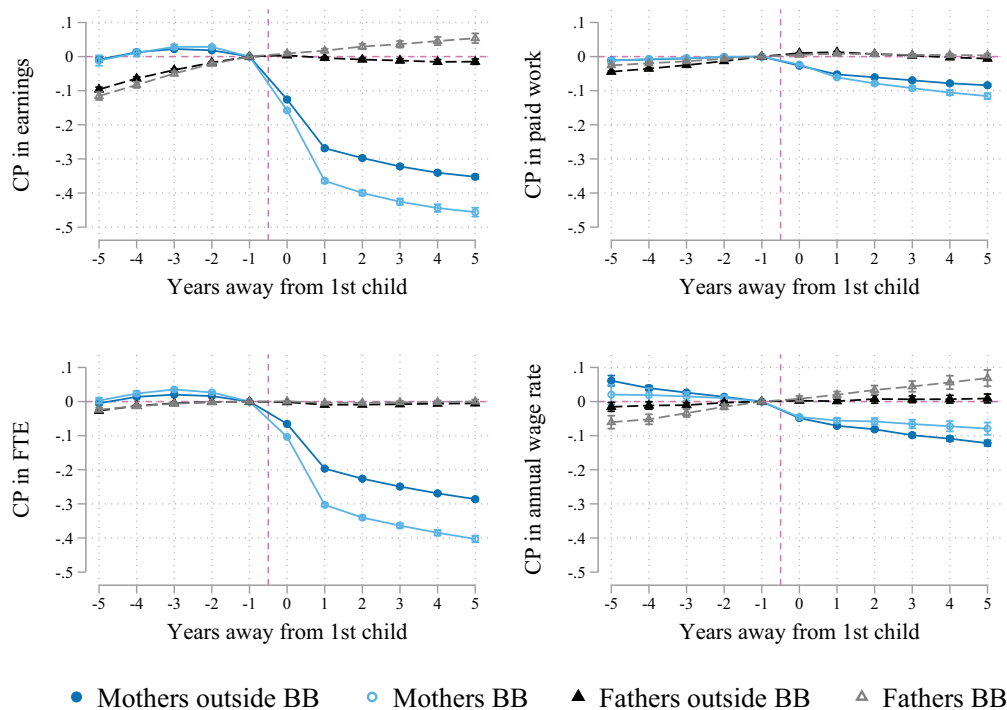 CP in earnings
.1
0
-.1
-.2
-.3
-.4
-.5
-5 -4 -3 -2 -1 0 1 2 3 4 5
Years away from 1st child
CP in paid work
.1
0
-.1
-.2
-.3
-.4
-.5
-5 -4 -3 -2 -1 0 1 2 3 4 5
Years away from 1st child
CP in FTE
.1
0
-.1
-.2
-.3
-.4
-.5
-5 -4 -3 -2 -1 0 1 2 3 4 5
Years away from 1st child
CP in annual wage rate
.1
0
-.1
-.2
-.3
-.4
-.5
-5 -4 -3 -2 -1 0 1 2 3 4 5
Years away from 1st child
Mothers outside BB Mothers BB Fathers outside BB Fathers BB